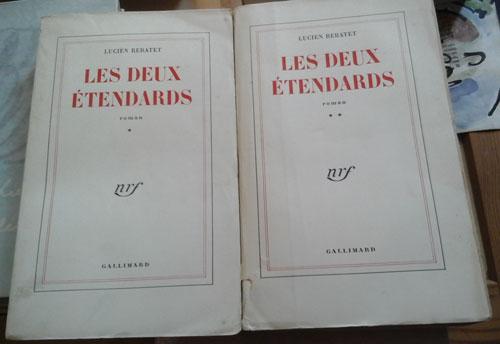 LUCIEN REBATET
LES DEUX
ÉTENDARDS
roman
*
nrf
GALLIMARD
LUCIEN REBATET
LES DEUX
ÉTENDARDS
roman
**
nrf
GALLIMARD